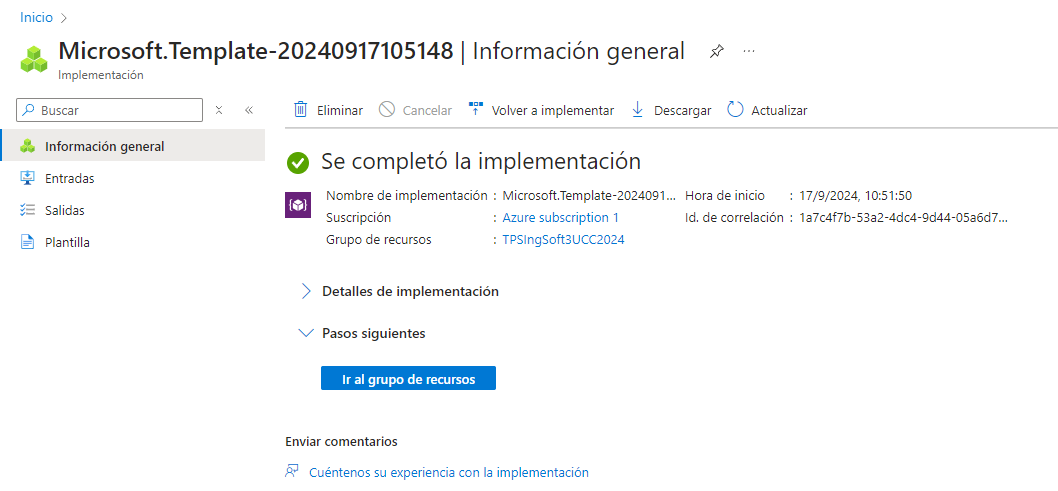 Inicio
Microsoft.Template-20240917105148 | Información general
Implementación
Buscar
Eliminar Cancelar Volver a implementar Descargar Actualizar
Información general
Entradas
Salidas
Plantilla
Se completó la implementación
Nombre de implementación : Microsoft.Template-2024091... Hora de inicio : 17/9/2024, 10:51:50
Suscripción : Azure subscription 1 Id. de correlación : 1a7c4f7b-53a2-4dc4-9d44-05a6d7...
Grupo de recursos : TPSIngSoft3UCC2024
Detalles de implementación
Pasos siguientes
Ir al grupo de recursos
Enviar comentarios
Cuéntenos su experiencia con la implementación